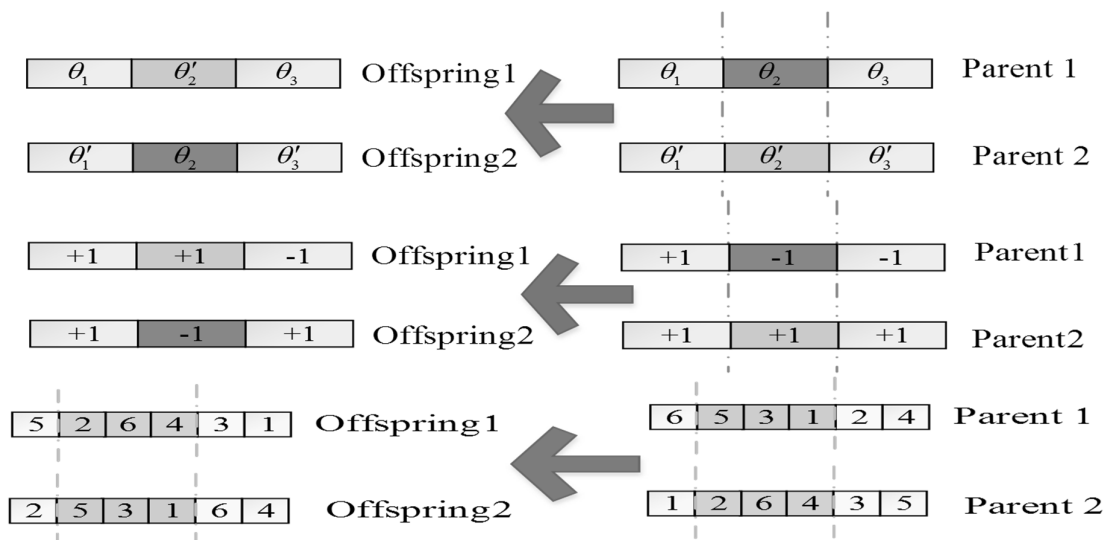 θ₁ θ′₂ θ₃ Offspring1 θ₁ θ₂ θ₃ Parent 1
θ′₁ θ₂ θ′₃ Offspring2 θ′₁ θ′₂ θ′₃ Parent 2
+1 +1 -1 Offspring1 +1 -1 -1 Parent1
+1 -1 +1 Offspring2 +1 +1 +1 Parent2
5 2 6 4 3 1 Offspring1 6 5 3 1 2 4 Parent 1
2 5 3 1 6 4 Offspring2 1 2 6 4 3 5 Parent 2